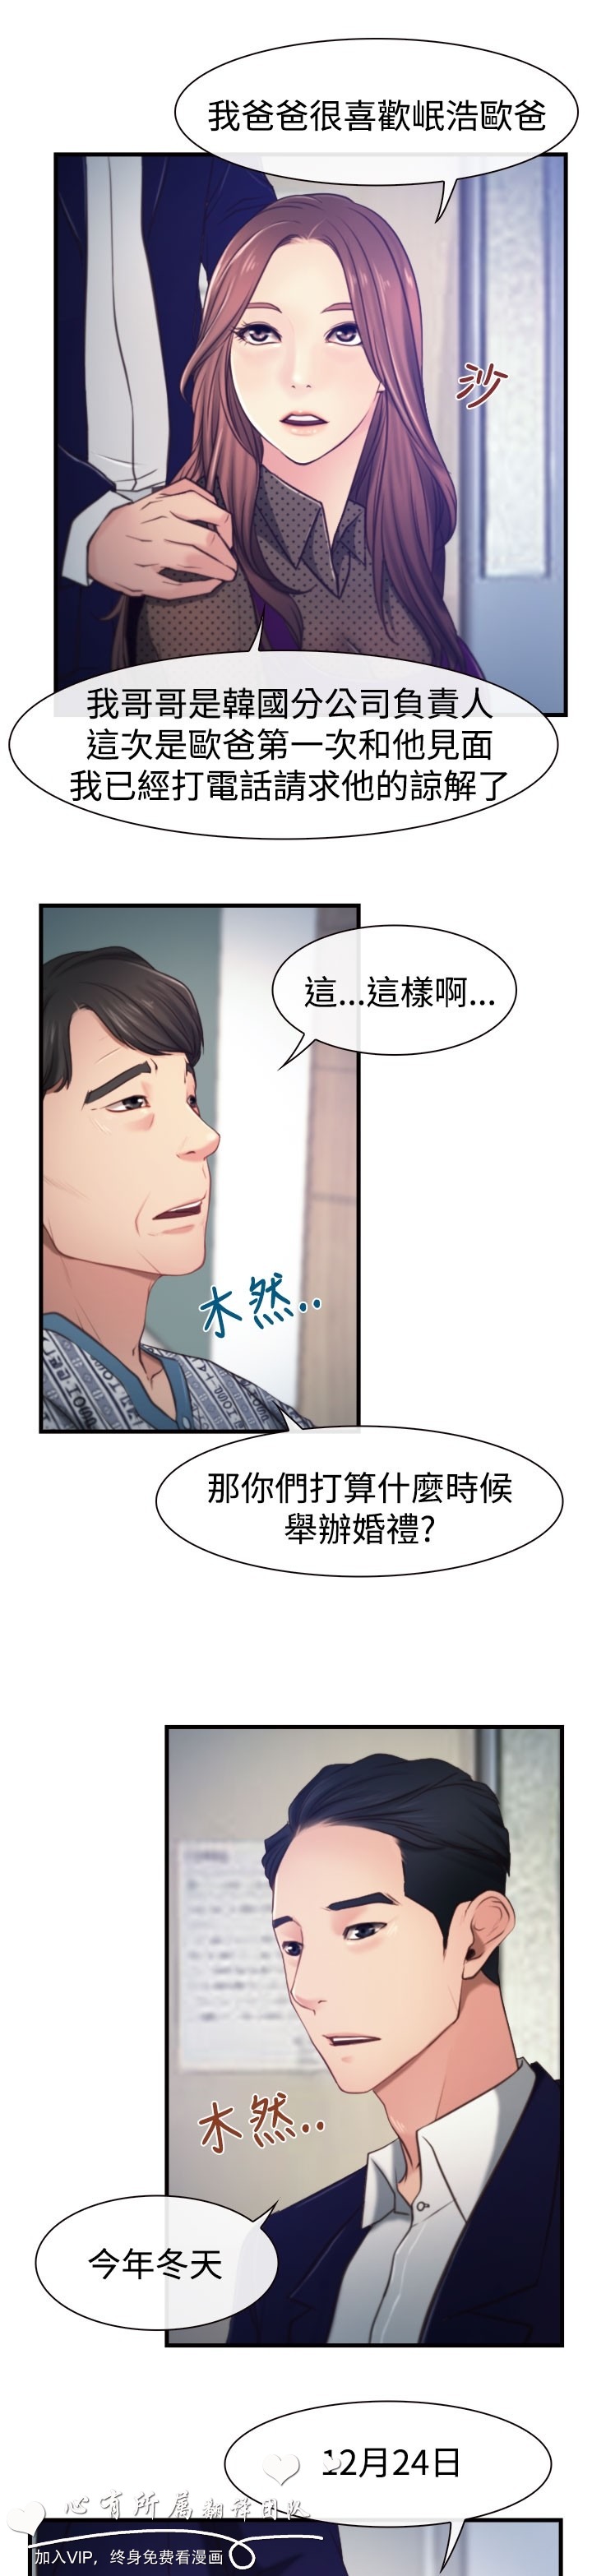 我爸爸很喜歡岷浩歐爸
沙
我哥哥是韓國分公司負責人
這次是歐爸第一次和他見面
我已經打電話請求他的諒解了
這...這樣啊...
木然..
那你們打算什麼時候
舉辦婚禮?
木然..
今年冬天
12月24日
心有所属翻译团队
加入VIP，终身免费看漫画